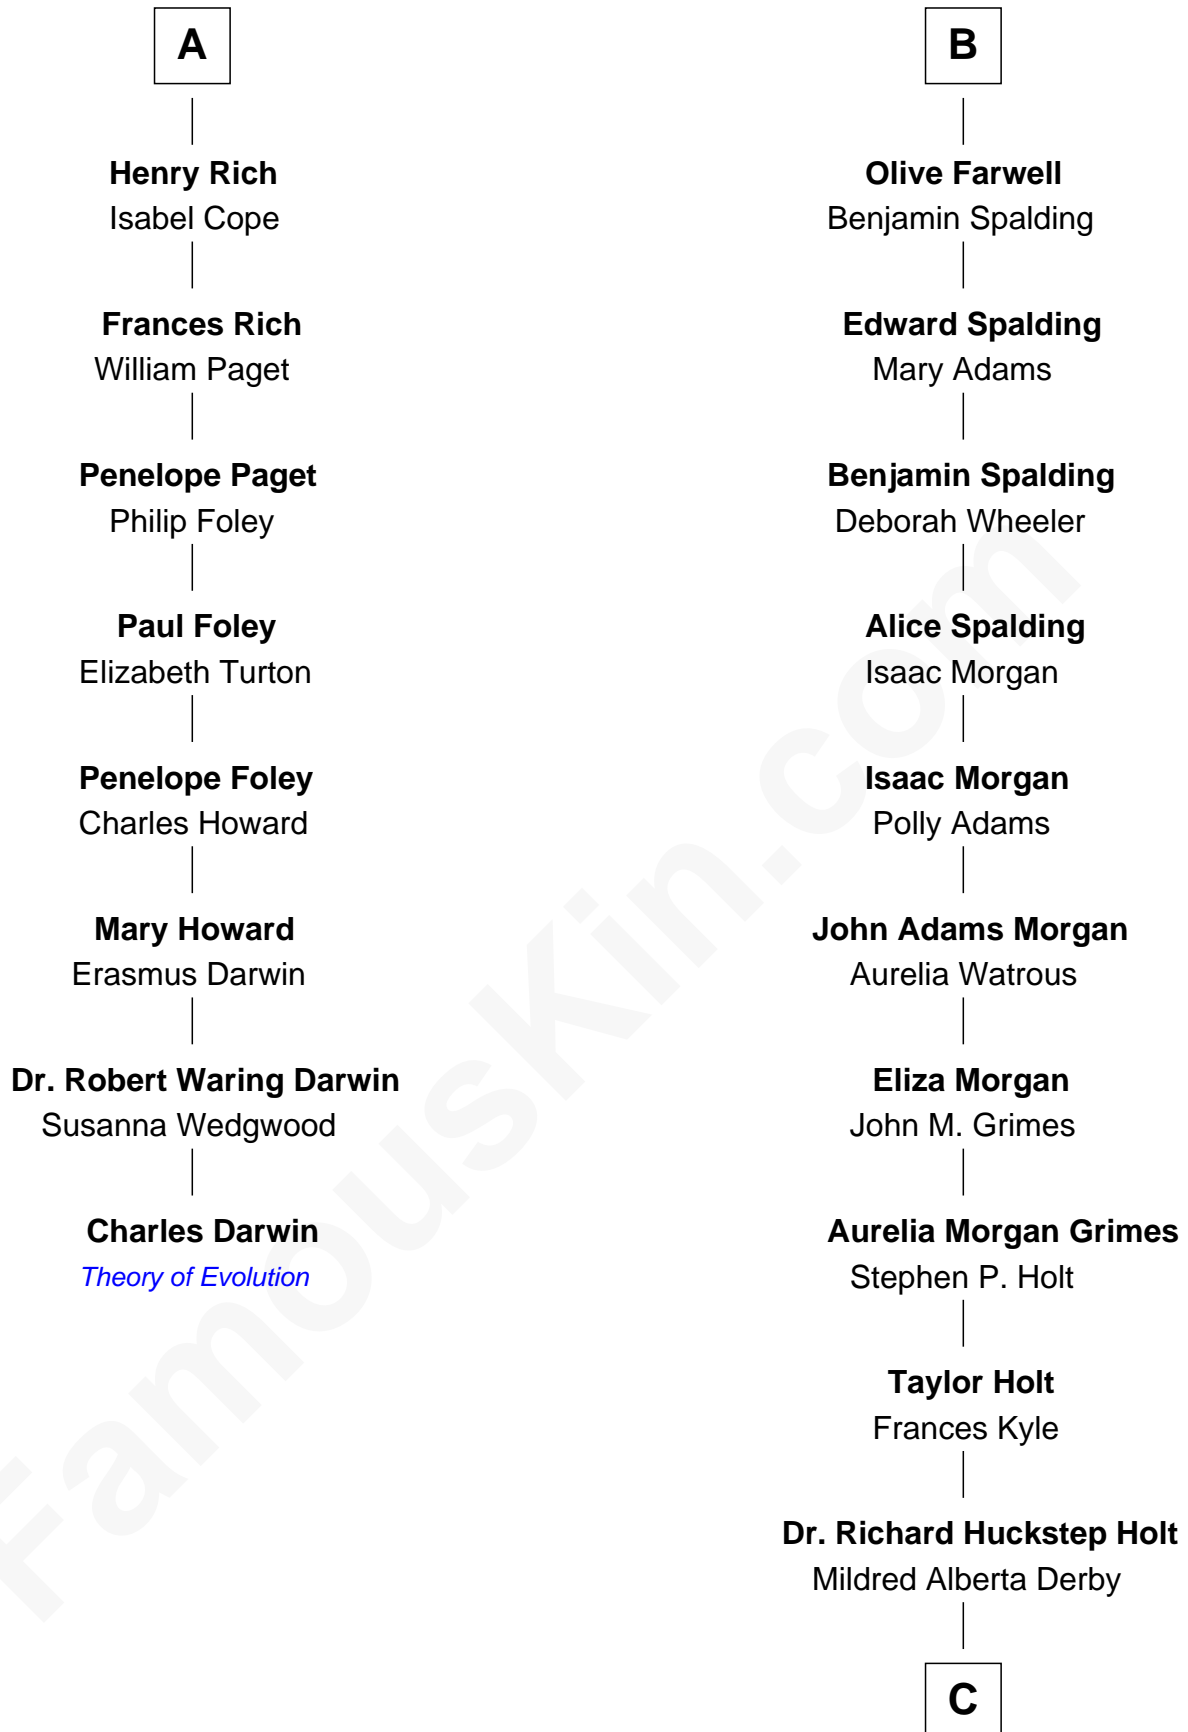 A
Henry Rich
Isabel Cope
Frances Rich
William Paget
Penelope Paget
Philip Foley
Paul Foley
Elizabeth Turton
Penelope Foley
Charles Howard
Mary Howard
Erasmus Darwin
Dr. Robert Waring Darwin
Susanna Wedgwood
Charles Darwin
Theory of Evolution
B
Olive Farwell
Benjamin Spalding
Edward Spalding
Mary Adams
Benjamin Spalding
Deborah Wheeler
Alice Spalding
Isaac Morgan
Isaac Morgan
Polly Adams
John Adams Morgan
Aurelia Watrous
Eliza Morgan
John M. Grimes
Aurelia Morgan Grimes
Stephen P. Holt
Taylor Holt
Frances Kyle
Dr. Richard Huckstep Holt
Mildred Alberta Derby
C
FamousKin.com